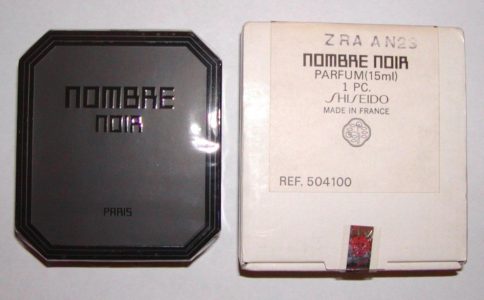 NOMBRE
NOIR
PARIS
ZRA AN23
NOMBRE NOIR
PARFUM(15ml)
1 PC.
SHISEIDO
MADE IN FRANCE
REF. 504100